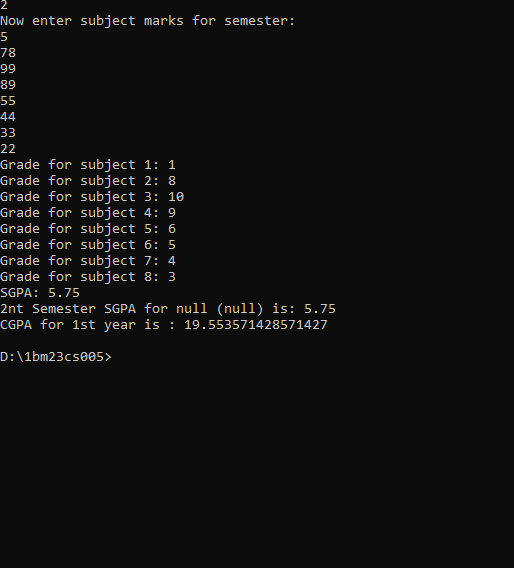 2
Now enter subject marks for semester:
5
78
99
89
55
44
33
22
Grade for subject 1: 1
Grade for subject 2: 8
Grade for subject 3: 10
Grade for subject 4: 9
Grade for subject 5: 6
Grade for subject 6: 5
Grade for subject 7: 4
Grade for subject 8: 3
SGPA: 5.75
2nt Semester SGPA for null (null) is: 5.75
CGPA for 1st year is : 19.553571428571427
D:\1bm23cs005>